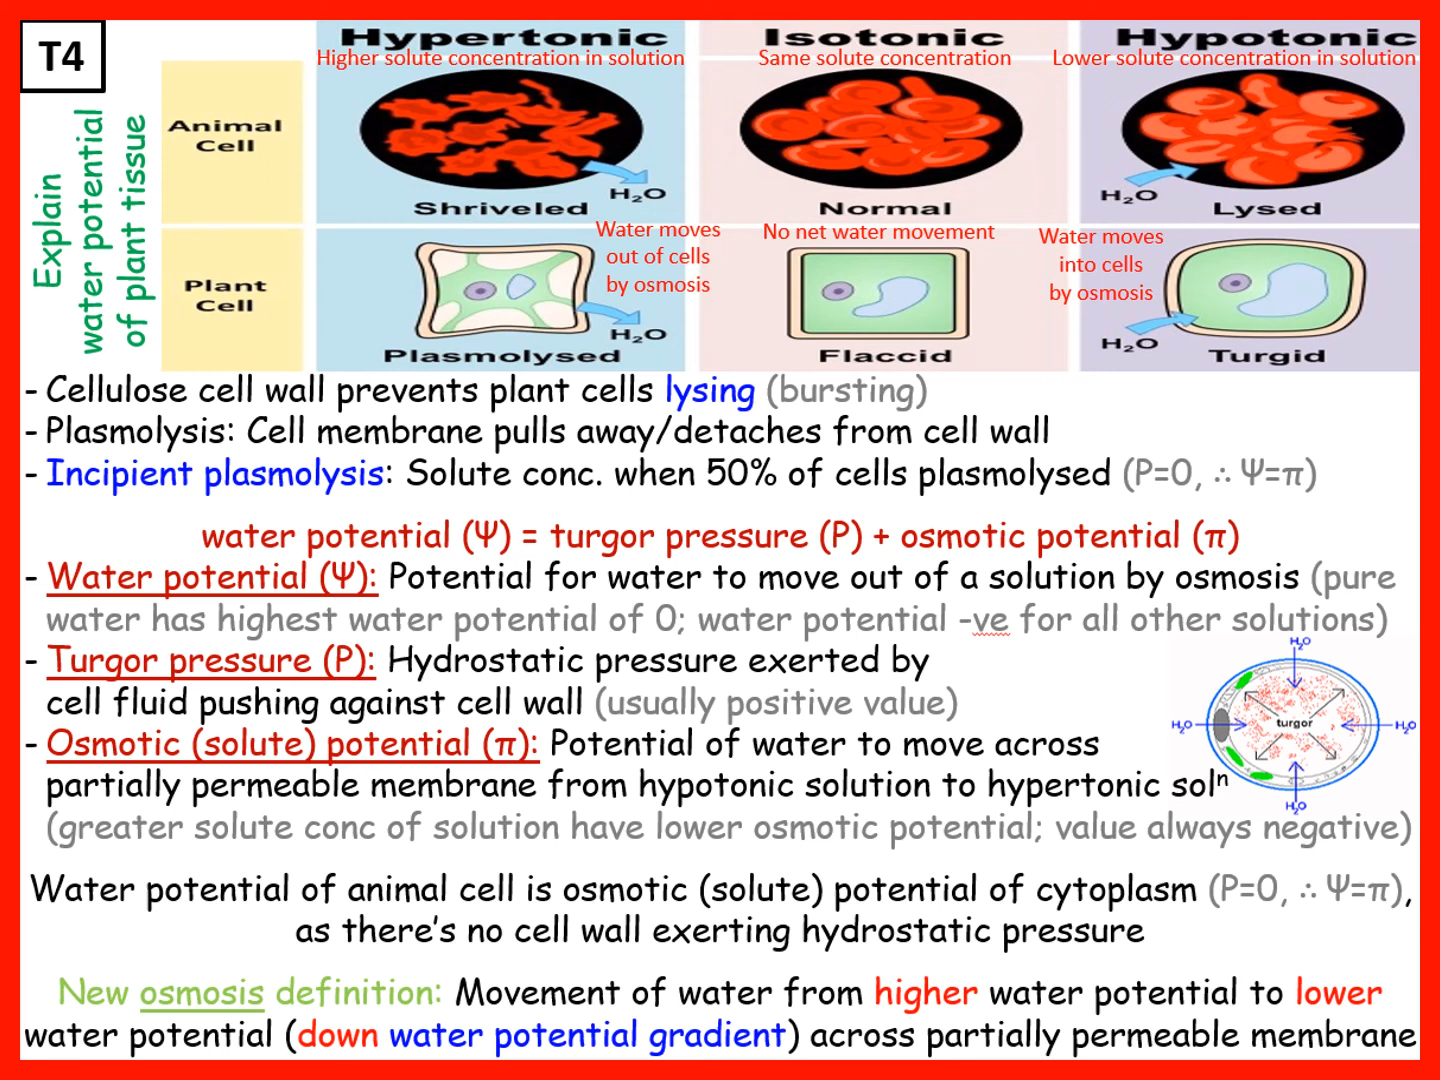 T4
Explain
water potential
of plant tissue
Hypertonic
Isotonic
Hypotonic
Higher solute concentration in solution
Same solute concentration
Lower solute concentration in solution
Animal
Cell
H₂O
Shriveled
Normal
H₂O
Lysed
Plant
Cell
Water moves
out of cells
by osmosis
H₂O
Plasmolysed
No net water movement
Flaccid
Water moves
into cells
by osmosis
H₂O
Turgid
- Cellulose cell wall prevents plant cells lysing (bursting)
- Plasmolysis: Cell membrane pulls away/detaches from cell wall
- Incipient plasmolysis: Solute conc. when 50% of cells plasmolysed (P=0, ∴ Ψ=π)
water potential (Ψ) = turgor pressure (P) + osmotic potential (π)
- Water potential (Ψ): Potential for water to move out of a solution by osmosis (pure
water has highest water potential of 0; water potential -ve for all other solutions)
- Turgor pressure (P): Hydrostatic pressure exerted by
cell fluid pushing against cell wall (usually positive value)
- Osmotic (solute) potential (π): Potential of water to move across
partially permeable membrane from hypotonic solution to hypertonic solⁿ
(greater solute conc of solution have lower osmotic potential; value always negative)
H₂O
H₂O
turgor
H₂O
H₂O
Water potential of animal cell is osmotic (solute) potential of cytoplasm (P=0, ∴ Ψ=π),
as there's no cell wall exerting hydrostatic pressure
New osmosis definition: Movement of water from higher water potential to lower
water potential (down water potential gradient) across partially permeable membrane